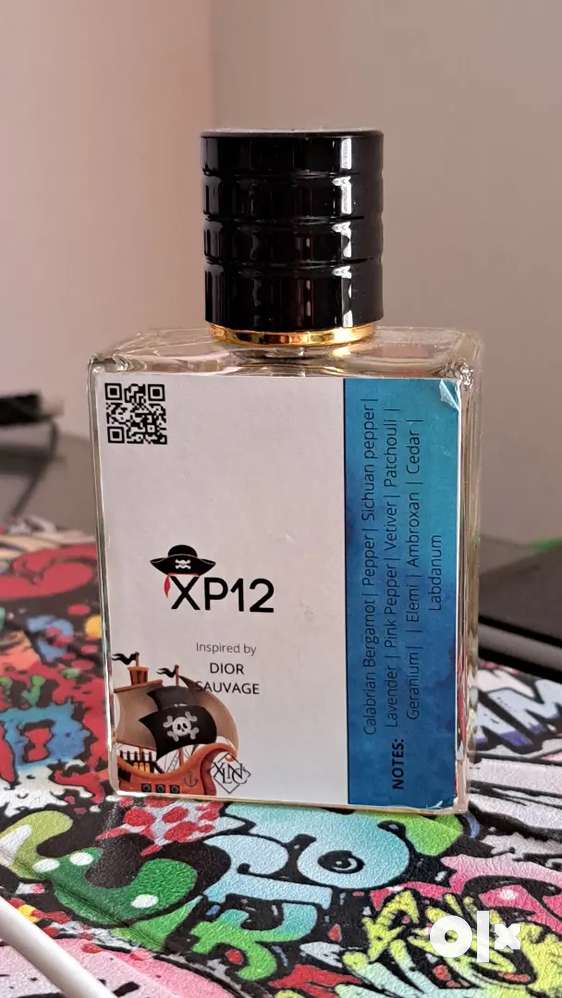 XP12
Inspired by
DIOR
SAUVAGE
NOTES:
Calabrian Bergamot| Pepper| Sichuan pepper|
Lavender | Pink Pepper| Vetiver| Patchouli |
Geranium| | Elemi | Ambroxan | Cedar |
Labdanum
olx